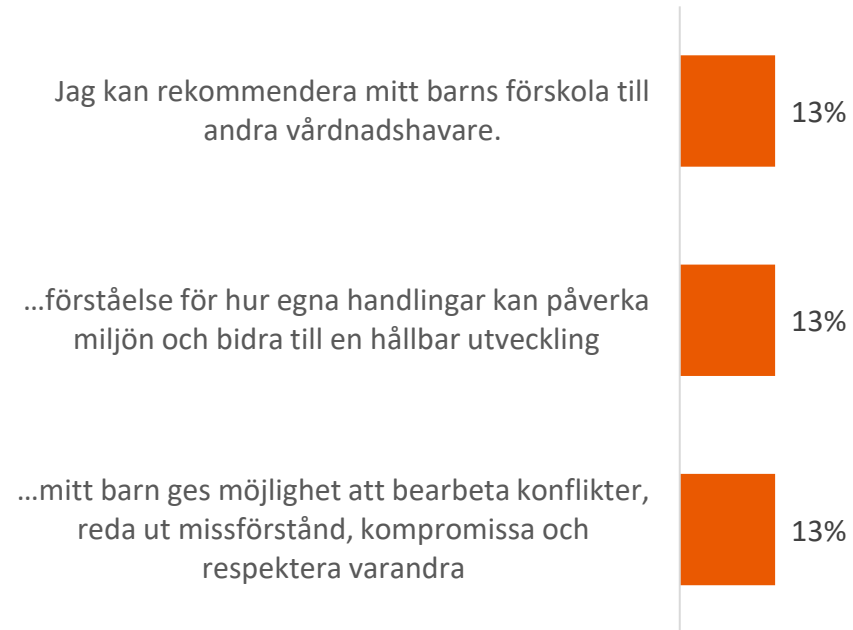 Jag kan rekommendera mitt barns förskola till
andra vårdnadshavare.
13%
…förståelse för hur egna handlingar kan påverka
miljön och bidra till en hållbar utveckling
13%
…mitt barn ges möjlighet att bearbeta konflikter,
reda ut missförstånd, kompromissa och
respektera varandra
13%